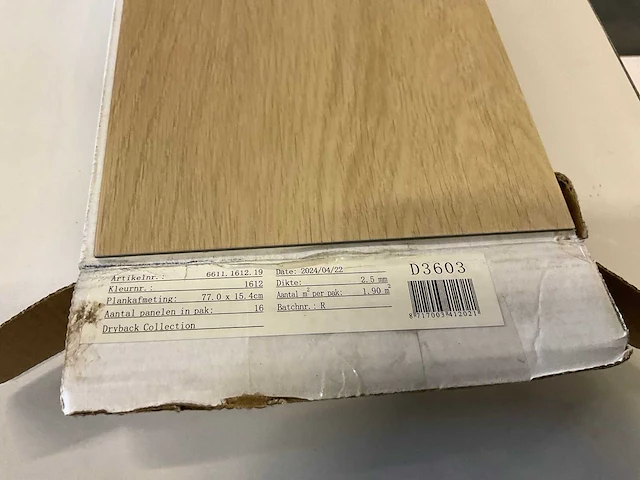 Artikelnr.: 6611.1612.19
Kleurnr.: 1612
Plankafmeting: 77.0 x 15.4cm
Aantal panelen in pak: 16
Dryback Collection
Date: 2024/04/22
Dikte: 2.5 mm
Aantal m² per pak: 1.90 m²
Batchnr.: R
D3603
8717003412021